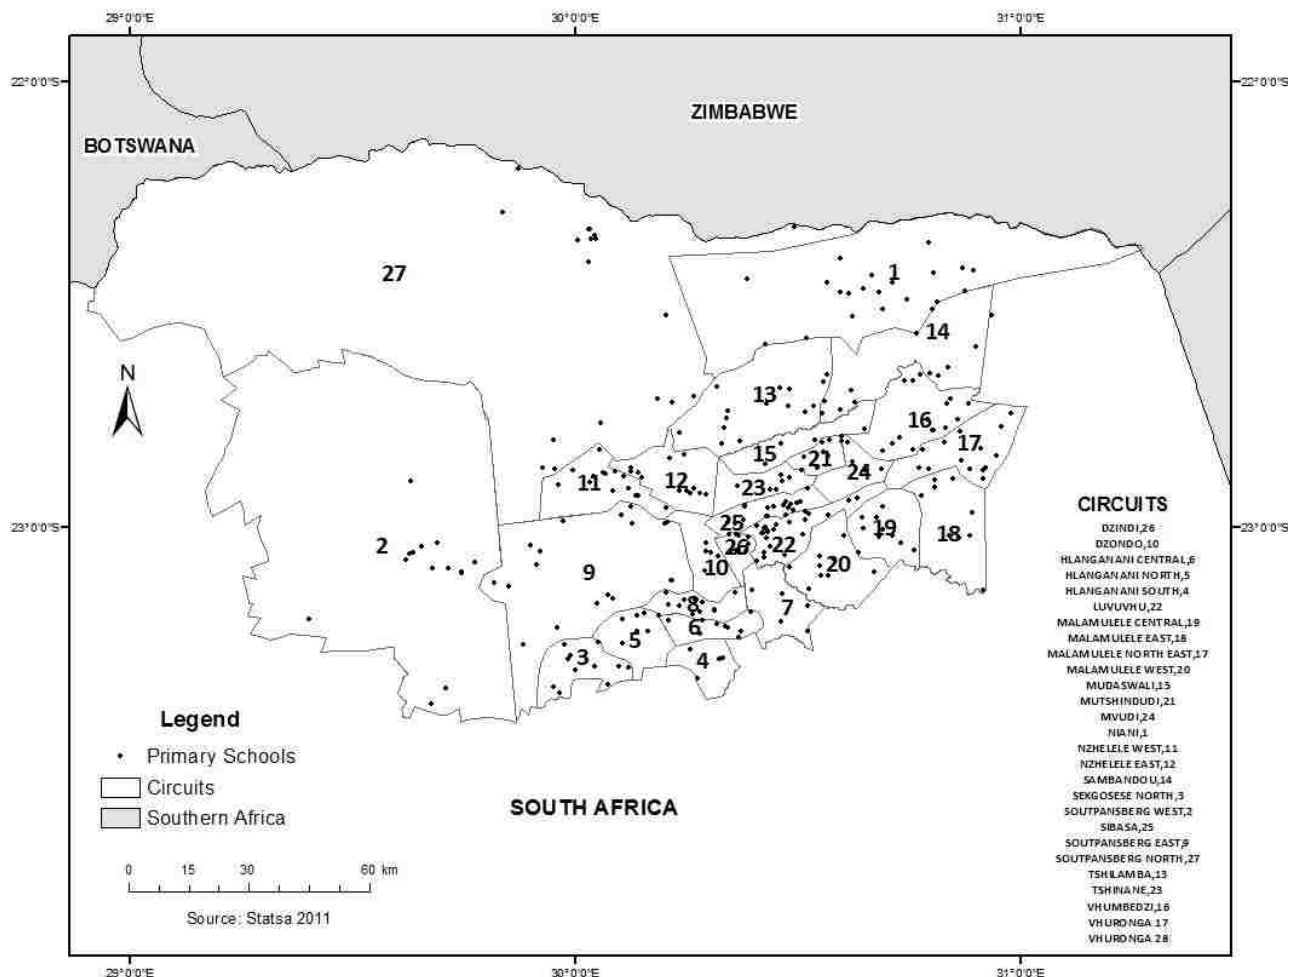 29°0'0"E 30°0'0"E 31°0'0"E
22°0'0"S 22°0'0"S
ZIMBABWE
BOTSWANA
27
1
14
N
13
16
17
15
21
24
12
11
23
25
26
22
19
18
23°0'0"S 23°0'0"S
2
9
10
20
8
7
6
5
3
4
CIRCUITS
DZINDI,26
DZONDO,10
HLANGANANI CENTRAL,6
HLANGANANI NORTH,5
HLANGANANI SOUTH,4
LUVUVHU,22
MALAMULELE CENTRAL,19
MALAMULELE EAST,18
MALAMULELE NORTH EAST,17
MALAMULELE WEST,20
MUDASWALI,15
MUTSHINDUDI,21
MVUDI,24
NIANI,1
NZHELELE WEST,11
NZHELELE EAST,12
SAMBANDOU,14
SEKGOSESE NORTH,3
SOUTPANSBERG WEST,2
SIBASA,25
SOUTPANSBERG EAST,9
SOUTPANSBERG NORTH,27
TSHILAMBA,13
TSHINANE,23
VHUMBEDZI,16
VHURONGA 17
VHURONGA 28
Legend
Primary Schools
Circuits
Southern Africa
SOUTH AFRICA
0 15 30 60 km
Source: Statsa 2011
29°0'0"E 30°0'0"E 31°0'0"E